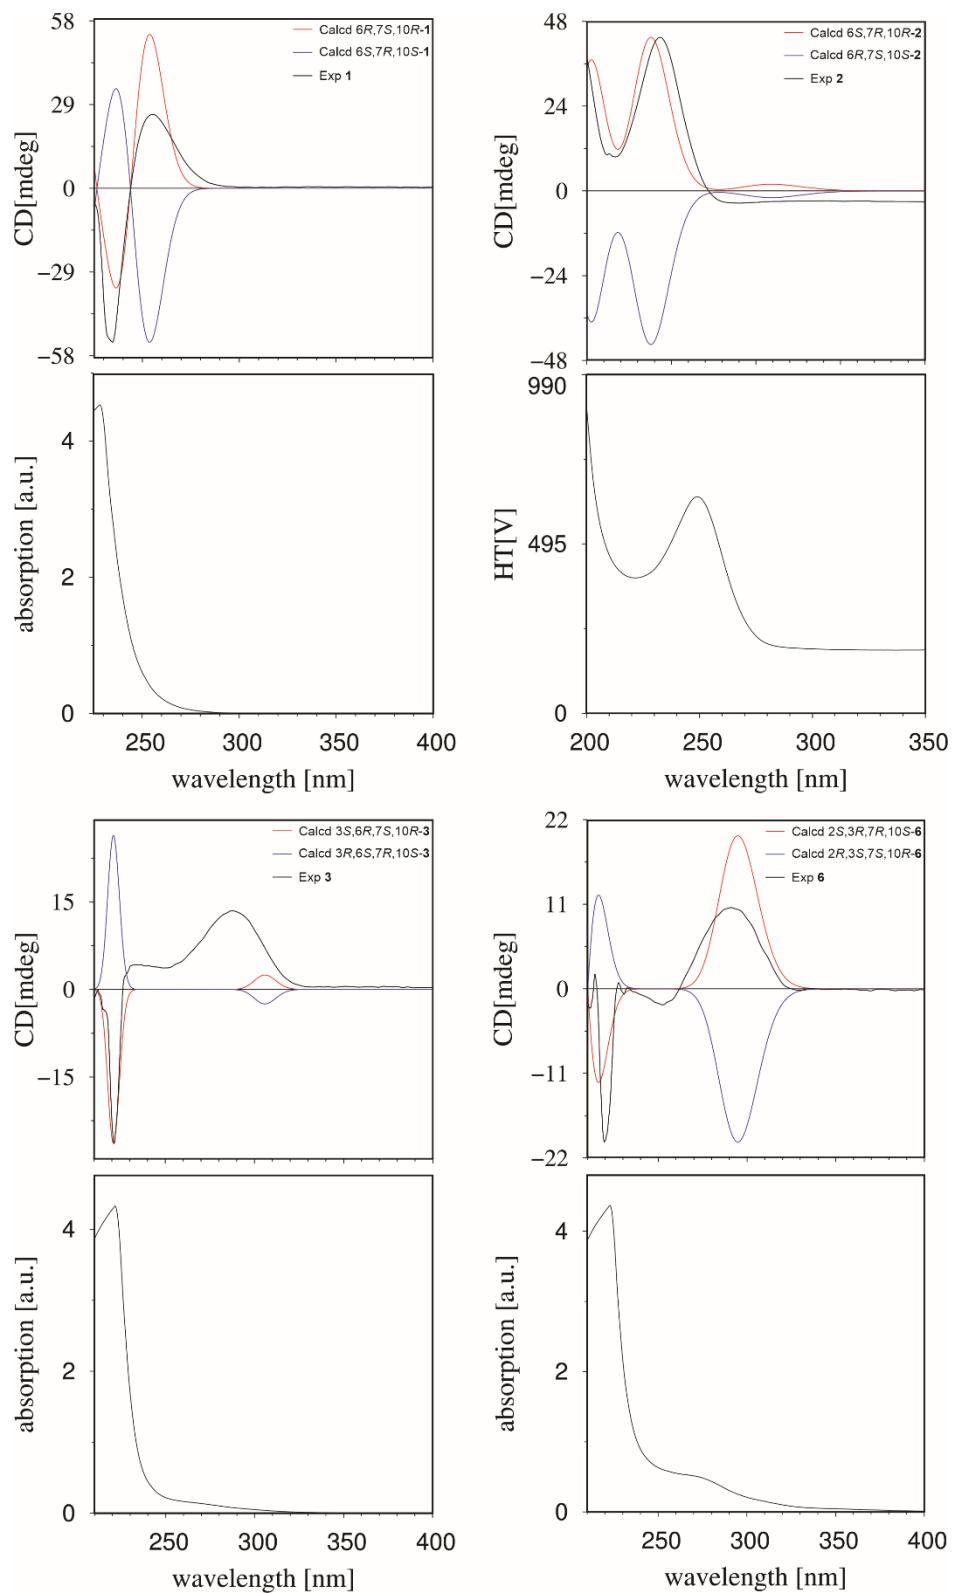 58
29
0
−29
−58
CD[mdeg]
Calcd 6R,7S,10R-1
Calcd 6S,7R,10S-1
Exp 1
48
24
0
−24
−48
CD[mdeg]
Calcd 6S,7R,10R-2
Calcd 6R,7S,10S-2
Exp 2
4
2
0
absorption [a.u.]
250 300 350 400
wavelength [nm]
990
495
0
HT[V]
200 250 300 350
wavelength [nm]
15
0
−15
CD[mdeg]
Calcd 3S,6R,7S,10R-3
Calcd 3R,6S,7R,10S-3
Exp 3
22
11
0
−11
−22
CD[mdeg]
Calcd 2S,3R,7R,10S-6
Calcd 2R,3S,7S,10R-6
Exp 6
4
2
0
absorption [a.u.]
250 300 350 400
wavelength [nm]
4
2
0
absorption [a.u.]
250 300 350 400
wavelength [nm]